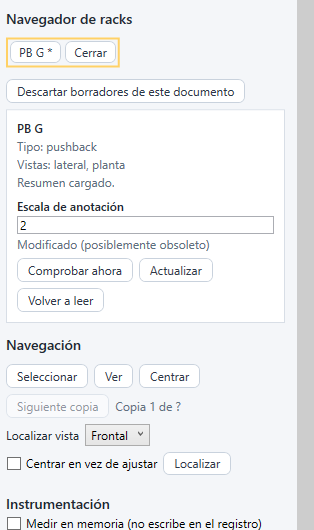 Navegador de racks
PB G * Cerrar
Descartar borradores de este documento
PB G
Tipo: pushback
Vistas: lateral, planta
Resumen cargado.
Escala de anotación
2
Modificado (posiblemente obsoleto)
Comprobar ahora Actualizar
Volver a leer
Navegación
Seleccionar Ver Centrar
Siguiente copia Copia 1 de ?
Localizar vista Frontal
Centrar en vez de ajustar Localizar
Instrumentación
Medir en memoria (no escribe en el registro)